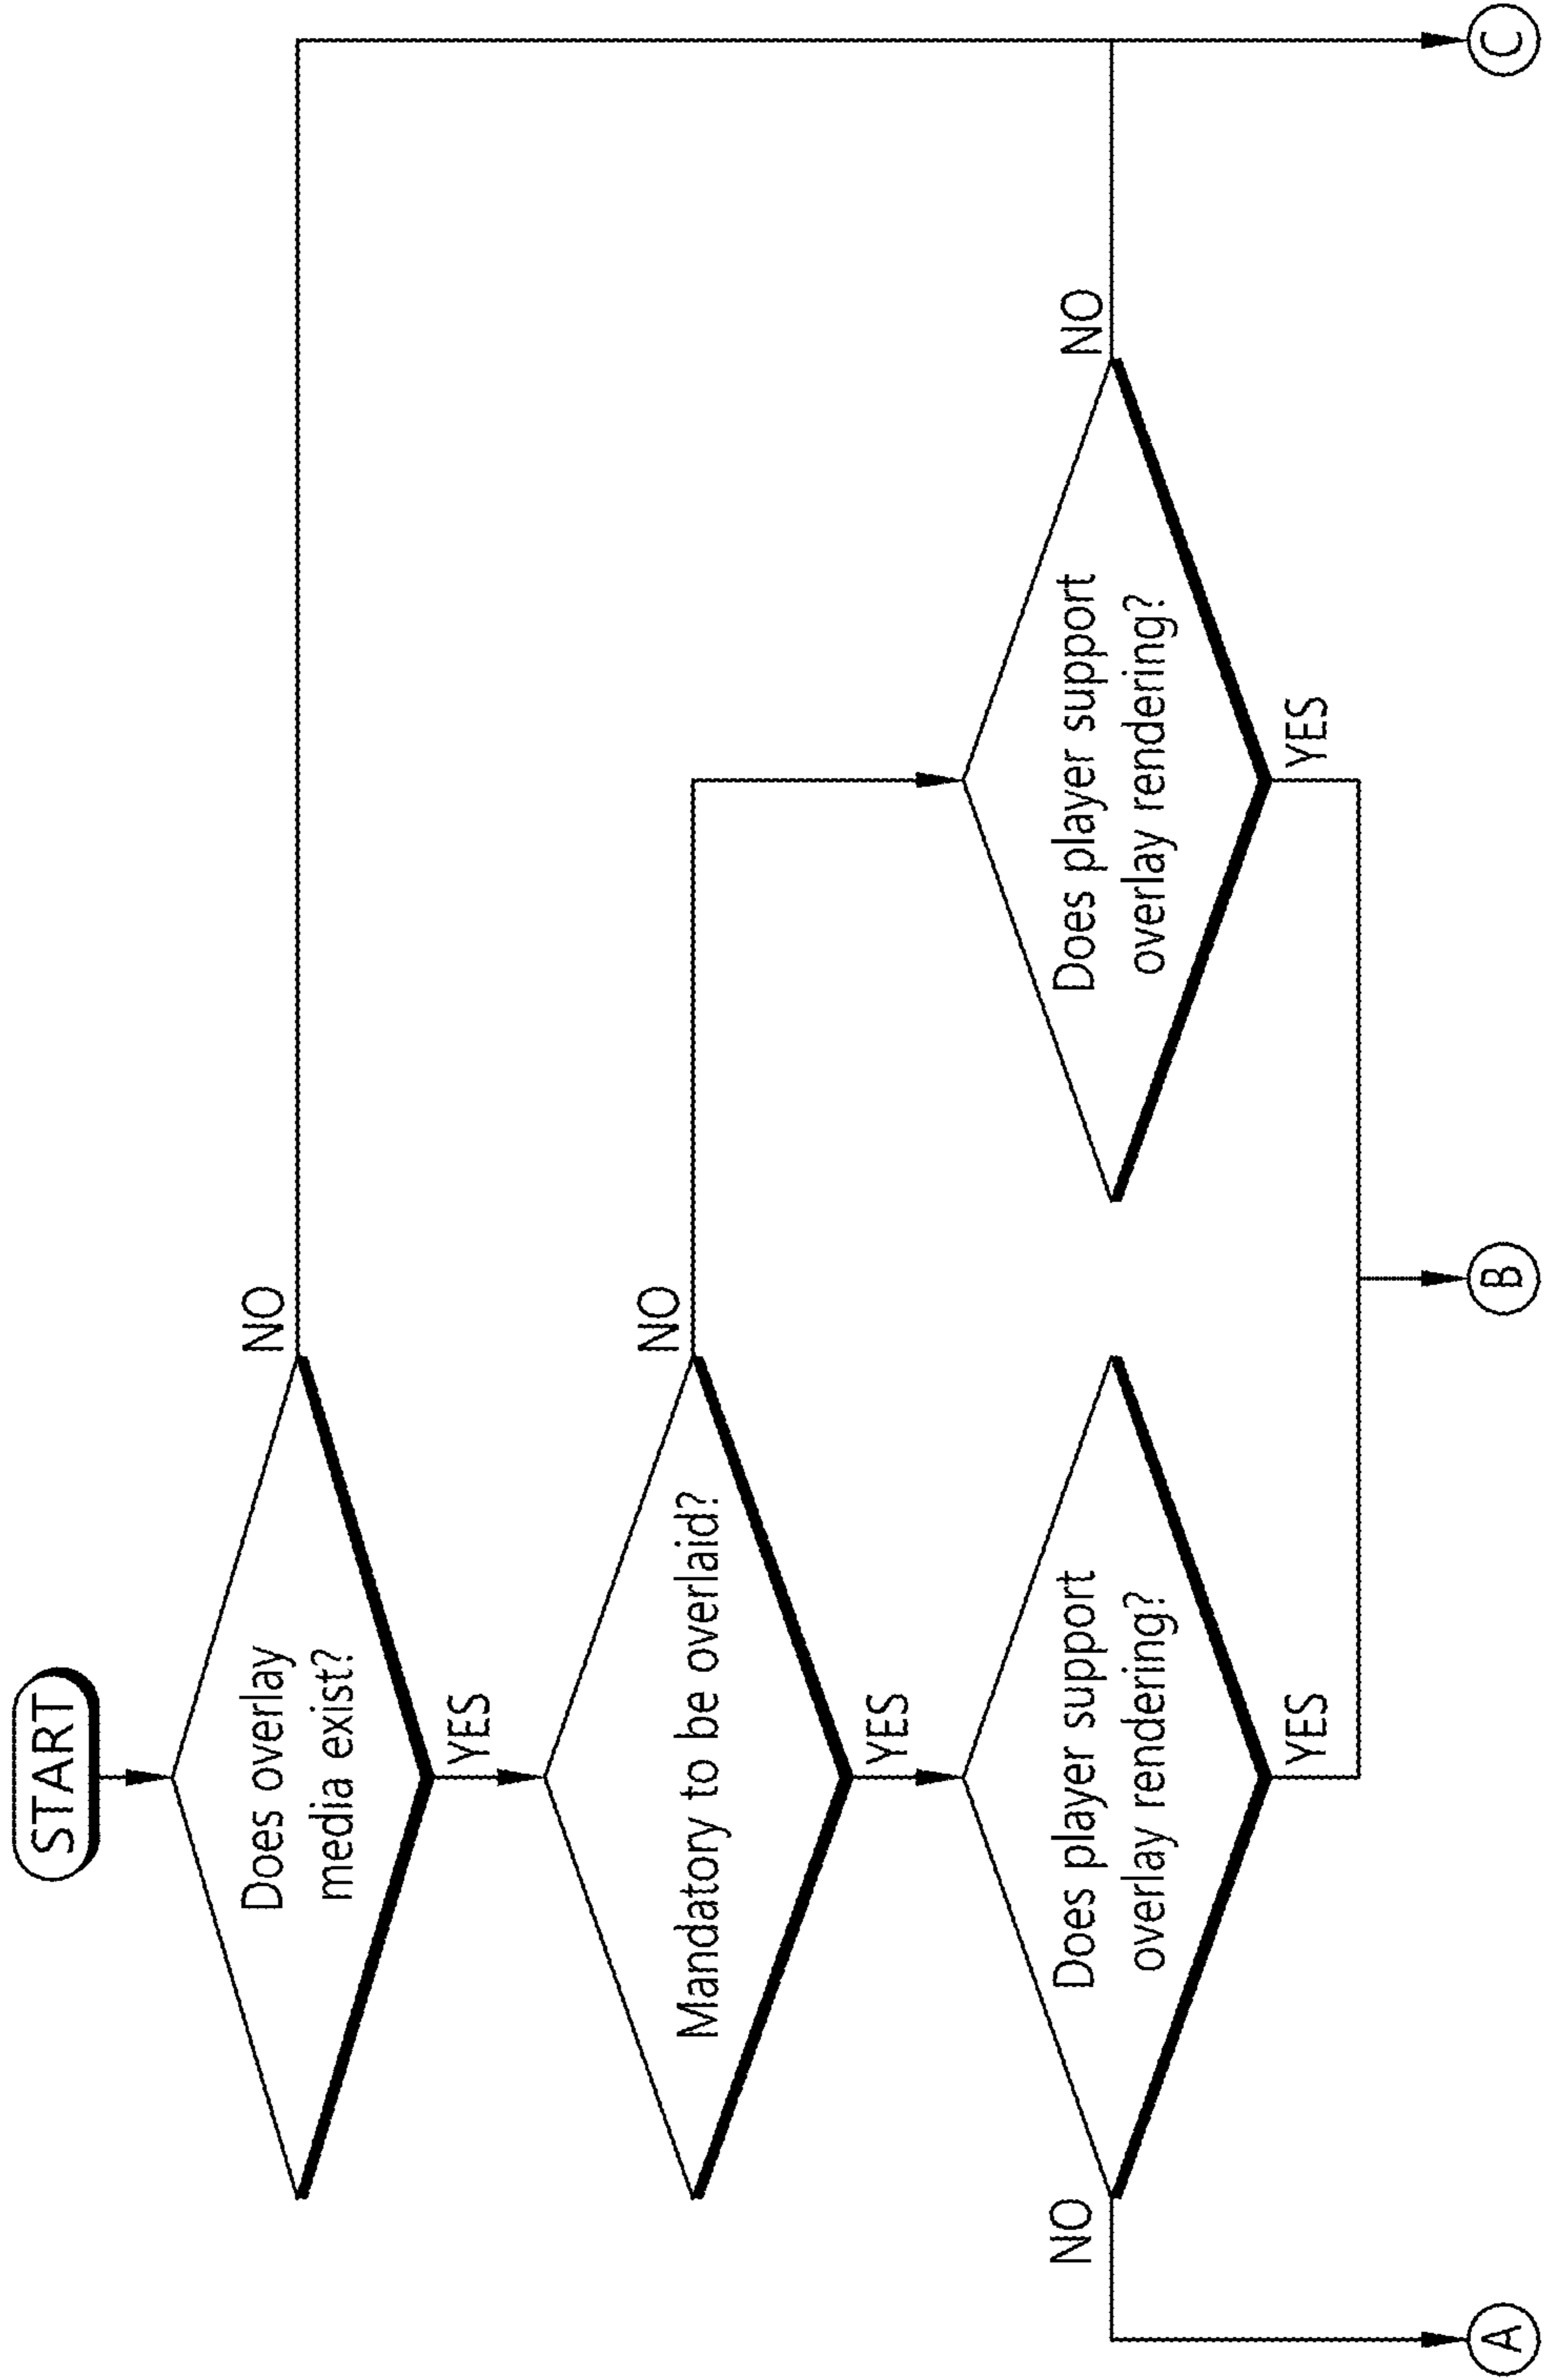 START
Does overlay
media exist?
NO
YES
Mandatory to be overlaid?
NO
YES
NO
Does player support
overlay rendering?
YES
Does player support
overlay rendering?
NO
YES
A
B
C